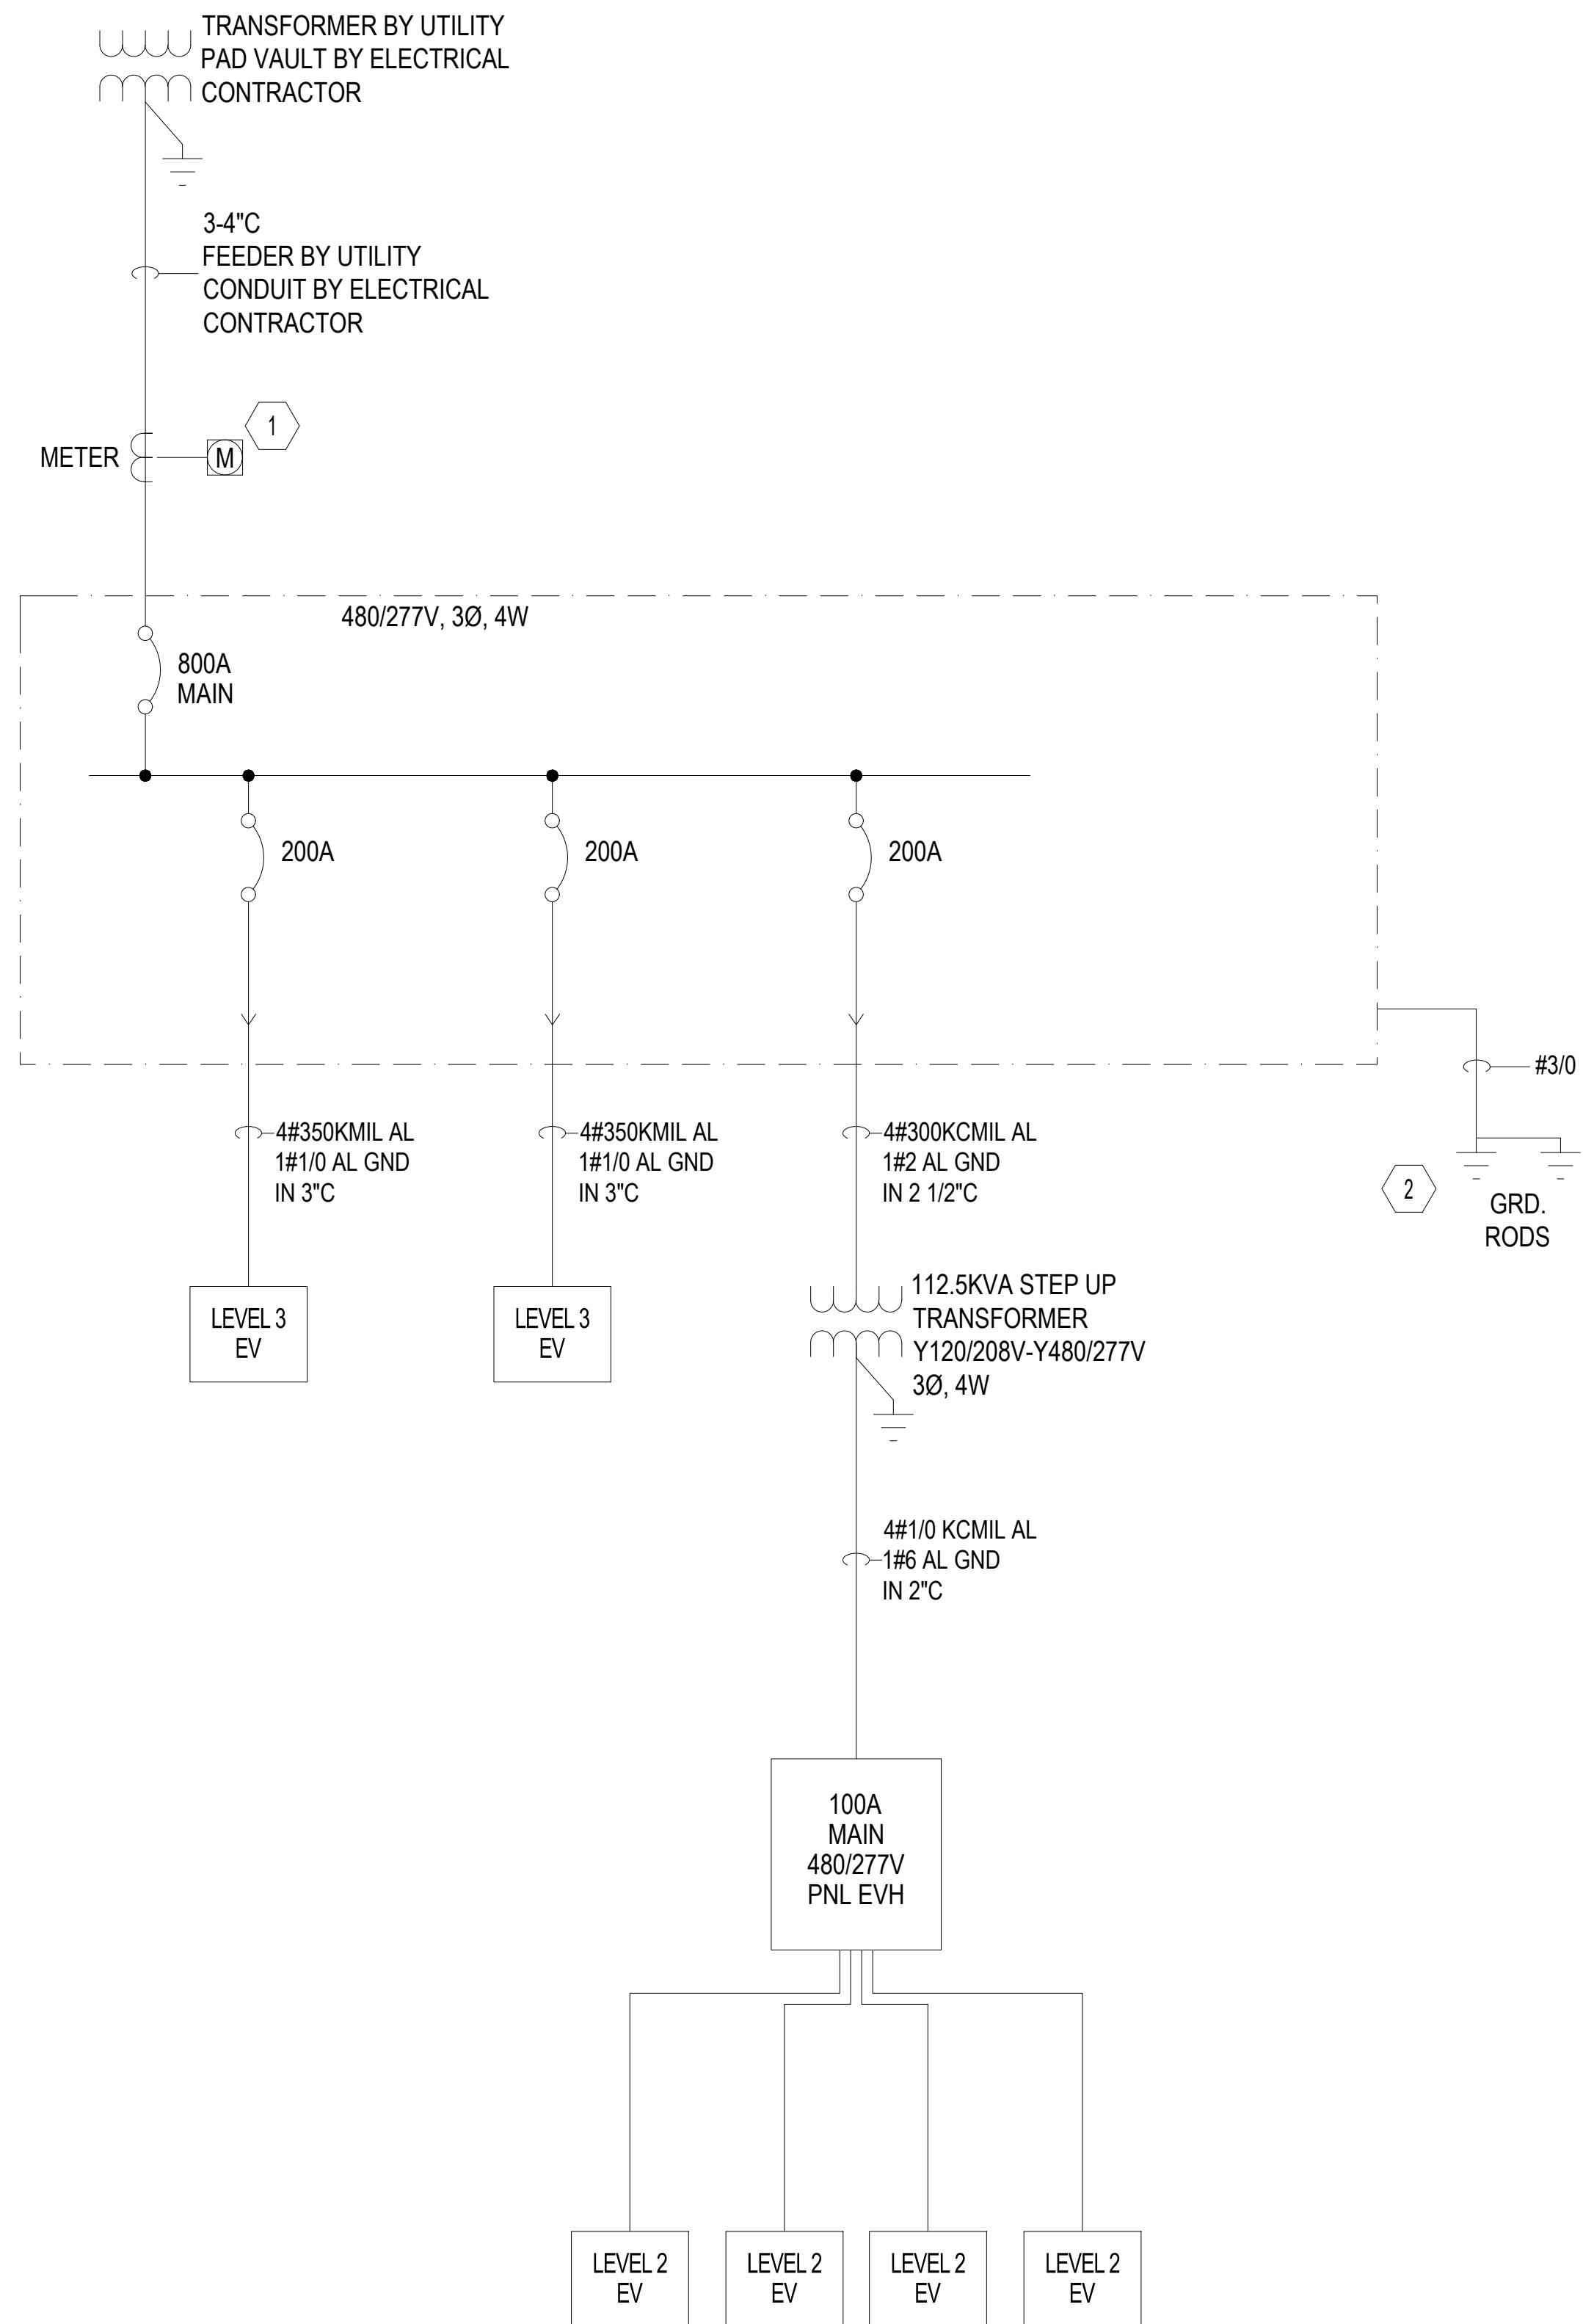 TRANSFORMER BY UTILITY
PAD VAULT BY ELECTRICAL
CONTRACTOR
3-4"C
FEEDER BY UTILITY
CONDUIT BY ELECTRICAL
CONTRACTOR
1
METER
M
480/277V, 3Ø, 4W
800A
MAIN
200A
200A
200A
#3/0
4#350KMIL AL
1#1/0 AL GND
IN 3"C
4#350KMIL AL
1#1/0 AL GND
IN 3"C
4#300KCMIL AL
1#2 AL GND
IN 2 1/2"C
2
GRD.
RODS
LEVEL 3
EV
LEVEL 3
EV
112.5KVA STEP UP
TRANSFORMER
Y120/208V-Y480/277V
3Ø, 4W
4#1/0 KCMIL AL
1#6 AL GND
IN 2"C
100A
MAIN
480/277V
PNL EVH
LEVEL 2
EV
LEVEL 2
EV
LEVEL 2
EV
LEVEL 2
EV